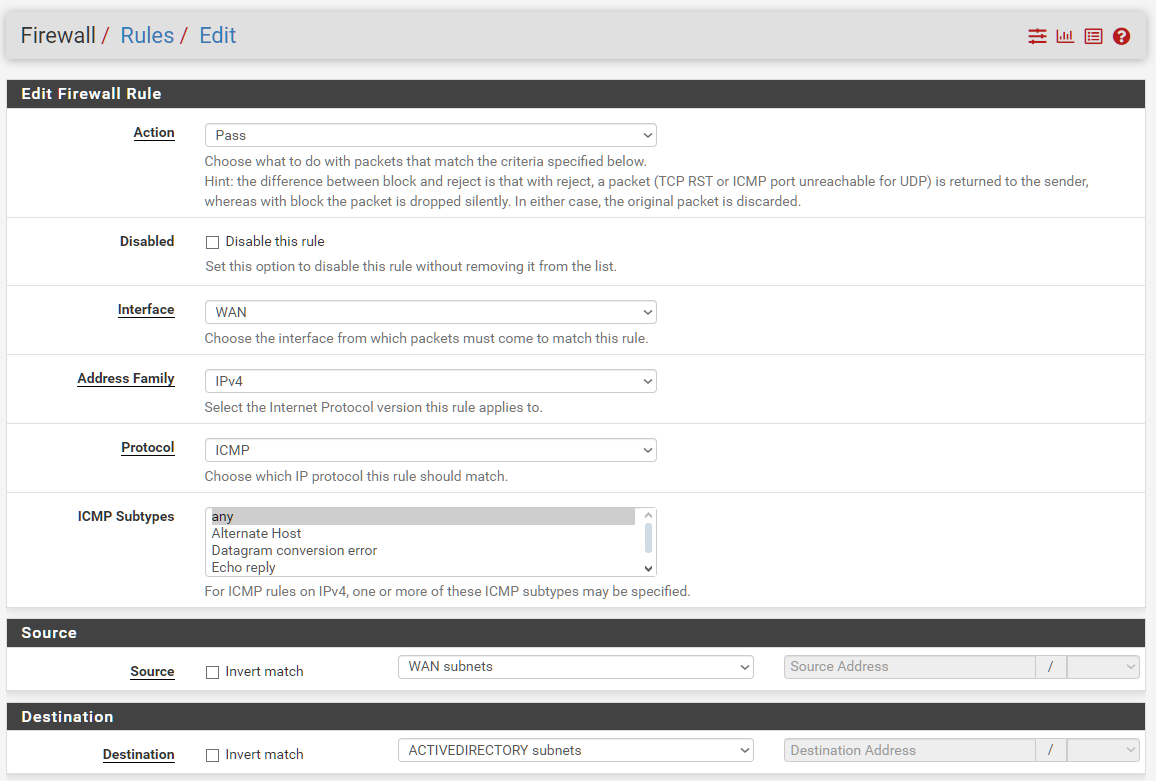 Firewall / Rules / Edit
Edit Firewall Rule
Action
Pass
Choose what to do with packets that match the criteria specified below.
Hint: the difference between block and reject is that with reject, a packet (TCP RST or ICMP port unreachable for UDP) is returned to the sender,
whereas with block the packet is dropped silently. In either case, the original packet is discarded.
Disabled
Disable this rule
Set this option to disable this rule without removing it from the list.
Interface
WAN
Choose the interface from which packets must come to match this rule.
Address Family
IPv4
Select the Internet Protocol version this rule applies to.
Protocol
ICMP
Choose which IP protocol this rule should match.
ICMP Subtypes
any
Alternate Host
Datagram conversion error
Echo reply
For ICMP rules on IPv4, one or more of these ICMP subtypes may be specified.
Source
Source
Invert match
WAN subnets
Source Address
/
Destination
Destination
Invert match
ACTIVEDIRECTORY subnets
Destination Address
/